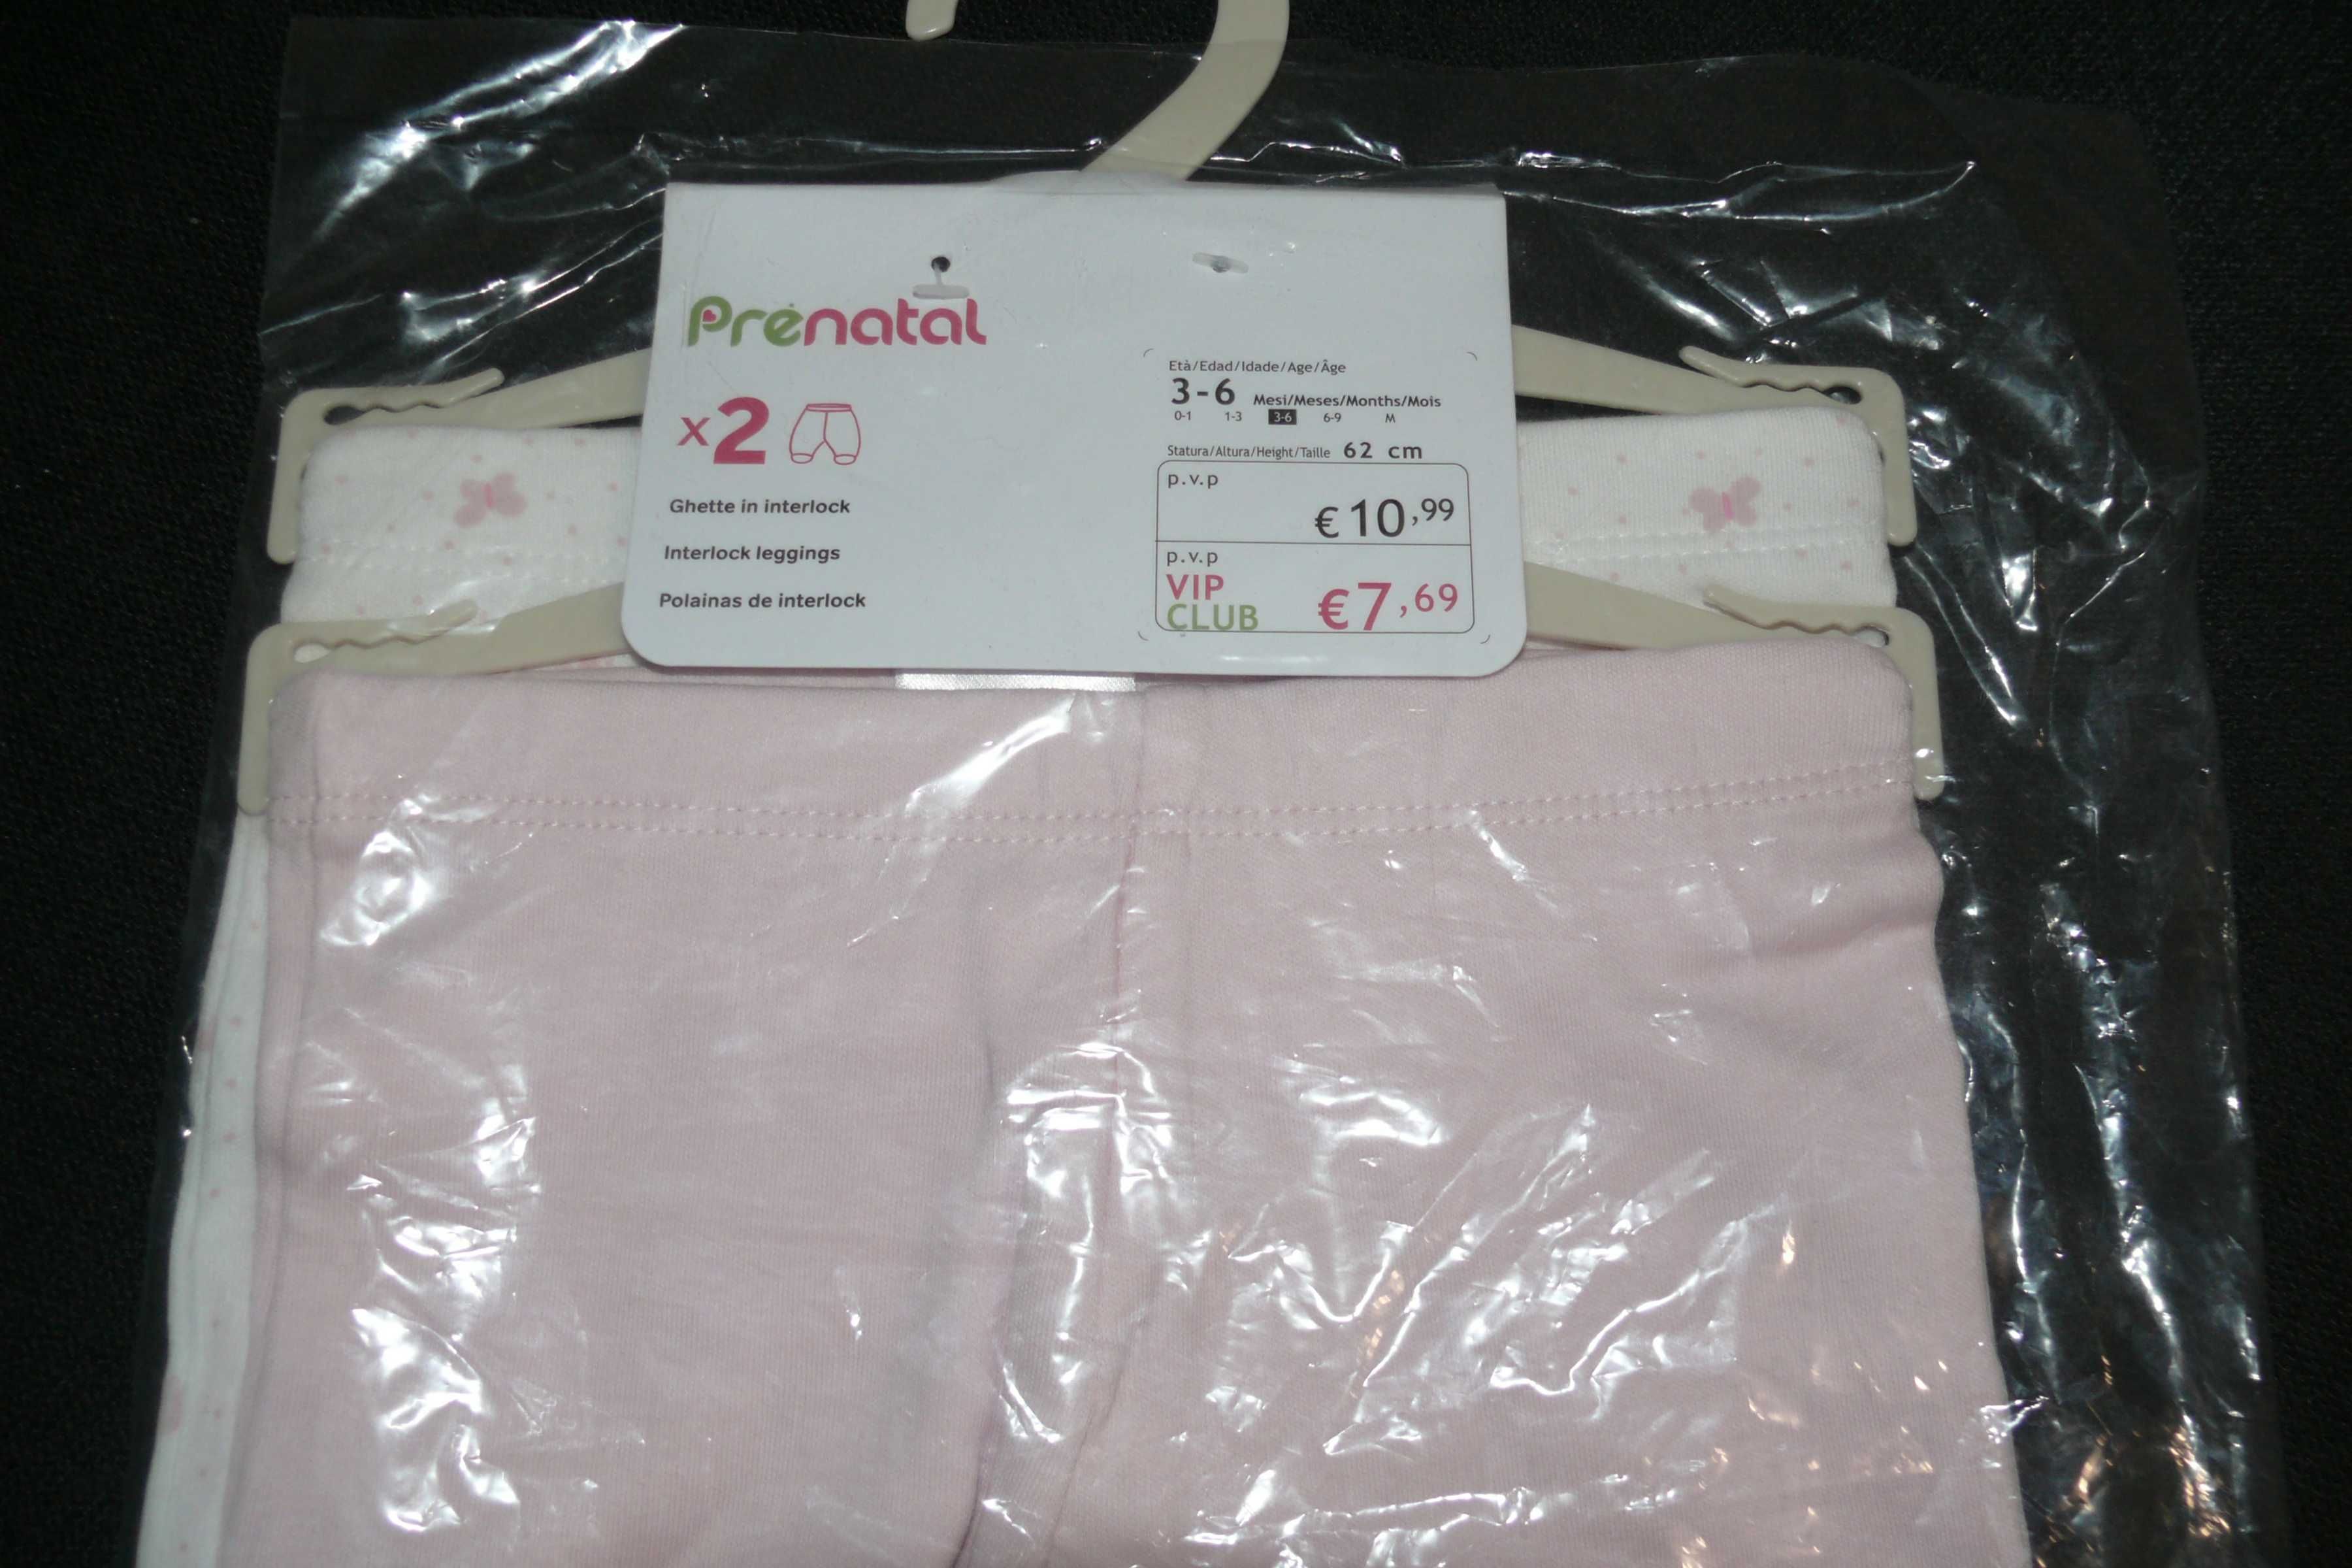 Prénatal
x2
Ghette in interlock
Interlock leggings
Polainas de interlock
Età/Edad/Idade/Age/Âge
3-6 Mesi/Meses/Months/Mois
0-1 1-3 3-6 6-9 M
Statura/Altura/Height/Taille 62 cm
p.v.p
€10,99
p.v.p
VIP
CLUB €7,69